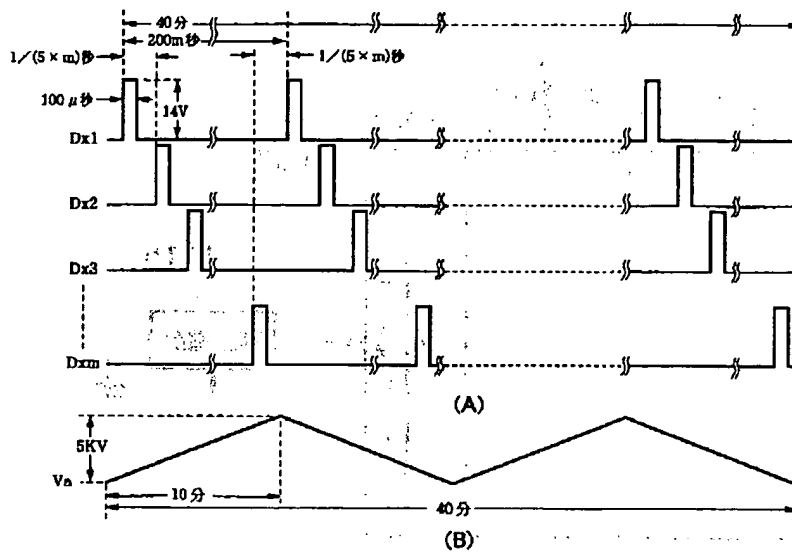 40分
200m秒
1/(5×m)秒 1/(5×m)秒
100μ秒 14V
Dx1
Dx2
Dx3
Dxm
(A)
5KV
Va
10分
40分
(B)